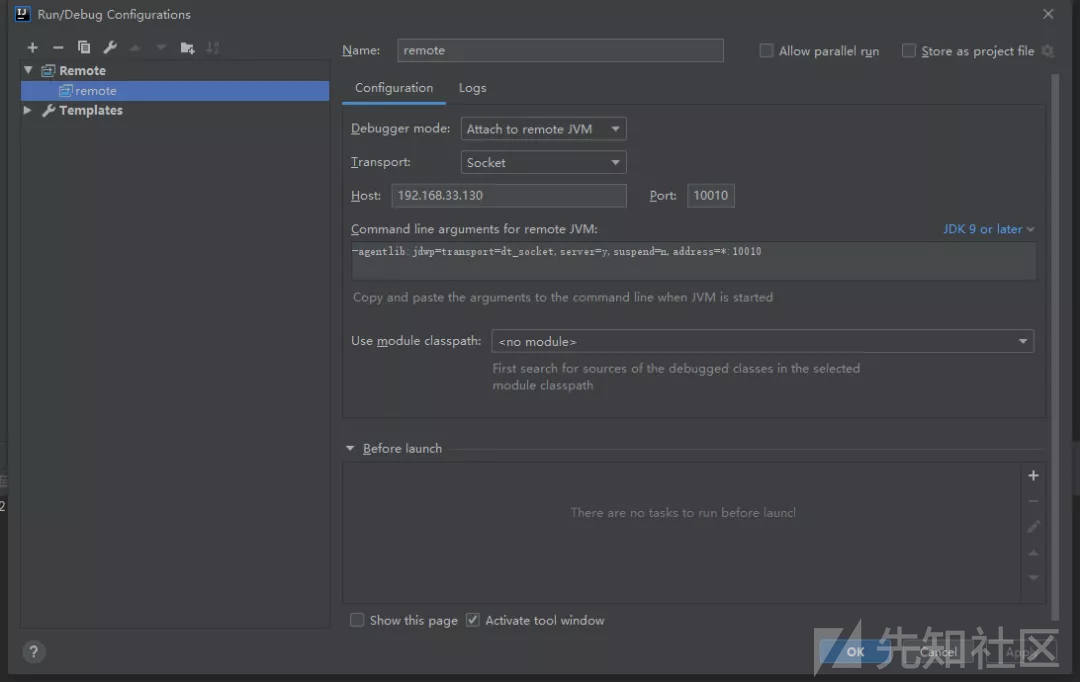 Run/Debug Configurations
Name: remote
Allow parallel run
Store as project file
Remote
remote
Templates
Configuration
Logs
Debugger mode: Attach to remote JVM
Transport: Socket
Host: 192.168.33.130
Port: 10010
Command line arguments for remote JVM:
JDK 9 or later
-agentlib:jdwp=transport=dt_socket,server=y,suspend=n,address=*:10010
Copy and paste the arguments to the command line when JVM is started
Use module classpath: <no module>
First search for sources of the debugged classes in the selected
module classpath
Before launch
There are no tasks to run before launcl
2
Show this page
Activate tool window
?
OK
Cancel
Apply
先知社区